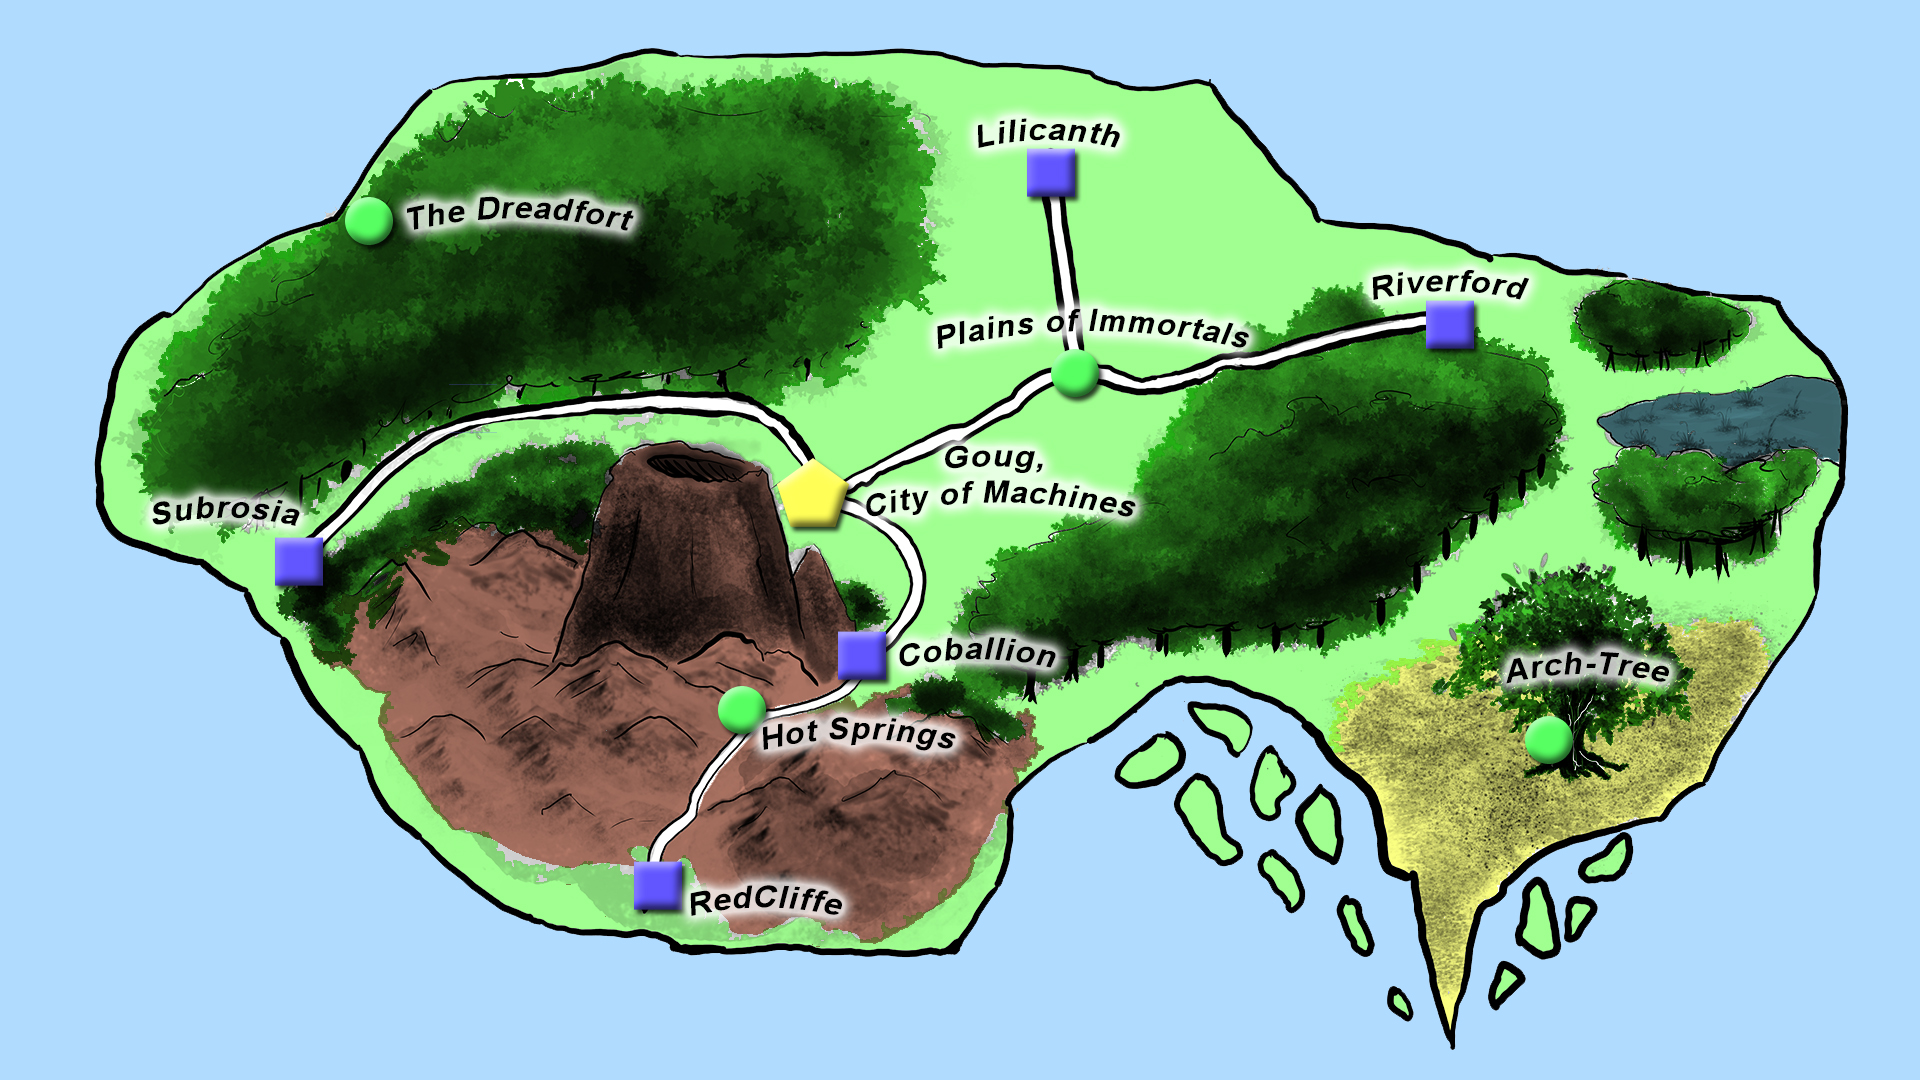 Lilicanth
The Dreadfort
Riverford
Plains of Immortals
Goug,
City of Machines
Subrosia
Coballion
Arch-Tree
Hot Springs
RedCliffe